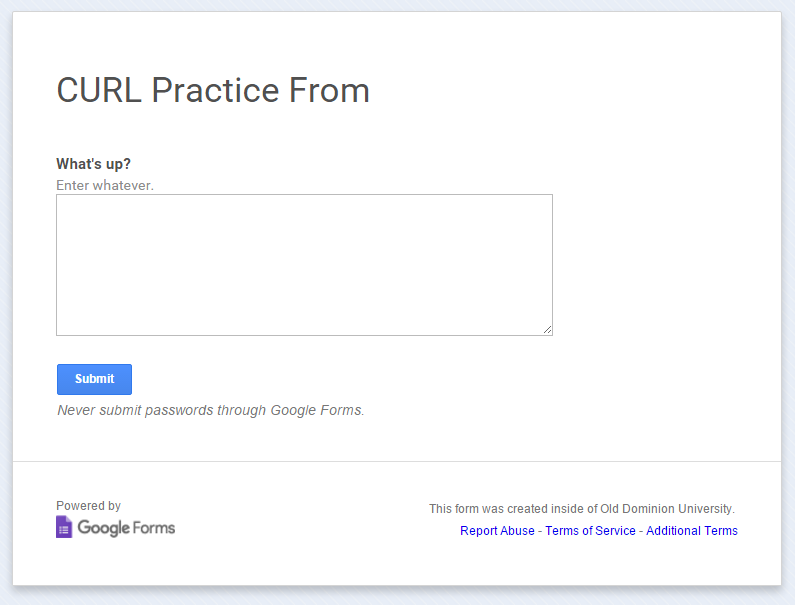 CURL Practice From
What's up?
Enter whatever.
Submit
Never submit passwords through Google Forms.
Powered by
Google Forms
This form was created inside of Old Dominion University.
Report Abuse - Terms of Service - Additional Terms